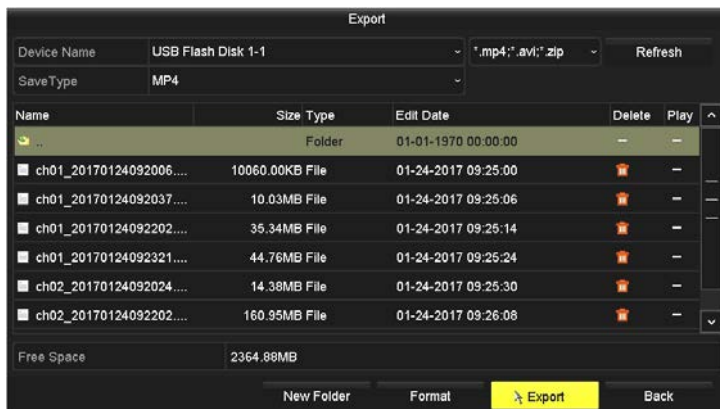 Export
Device Name USB Flash Disk 1-1 *.mp4;*.avi;*.zip Refresh
SaveType MP4
Name Size Type Edit Date Delete Play
.. Folder 01-01-1970 00:00:00 – –
ch01_20170124092006.... 10060.00KB File 01-24-2017 09:25:00 –
ch01_20170124092037.... 10.03MB File 01-24-2017 09:25:06 –
ch01_20170124092202.... 35.34MB File 01-24-2017 09:25:14 –
ch01_20170124092321.... 44.76MB File 01-24-2017 09:25:24 –
ch02_20170124092024.... 14.38MB File 01-24-2017 09:25:30 –
ch02_20170124092202.... 160.95MB File 01-24-2017 09:26:08 –
Free Space 2364.88MB
New Folder Format Export Back